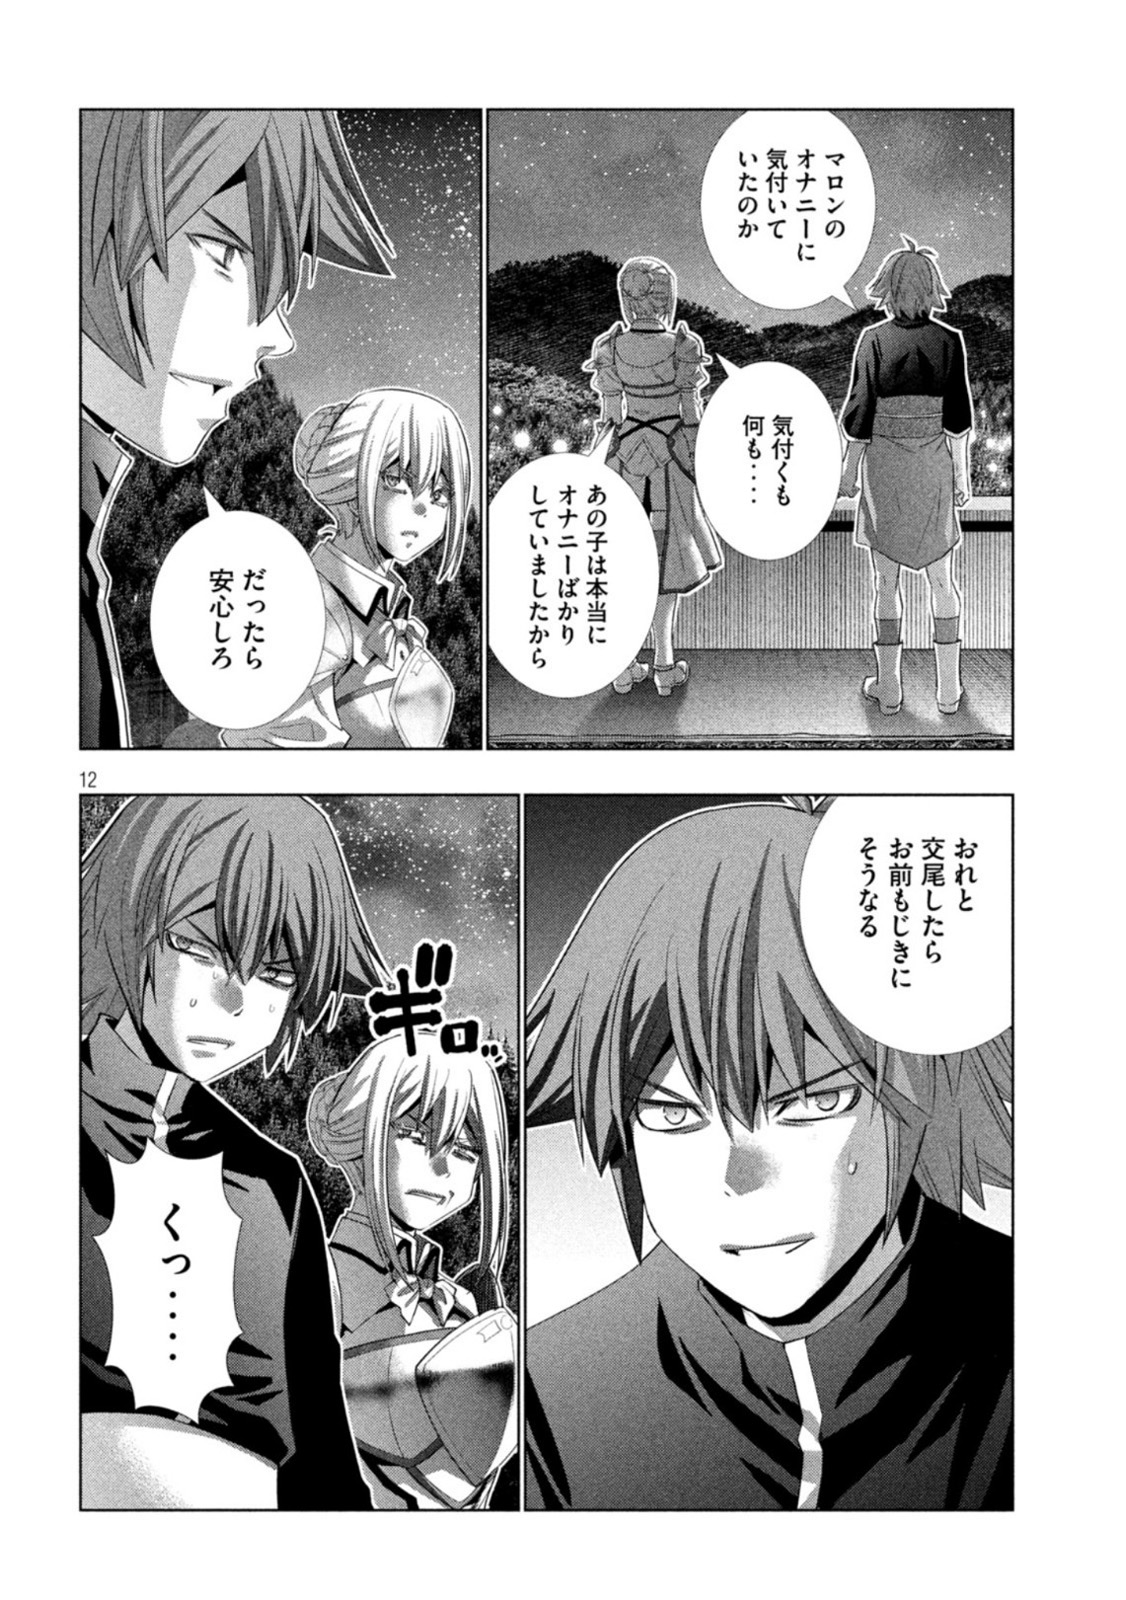 マロンの
オナニーに
気付いて
いたのか
気付くも
何も‥‥
あの子は本当に
オナニーばかり
していましたから
だったら
安心しろ
12
おれと
交尾したら
お前もじきに
そうなる
ギロッ
くっ‥‥